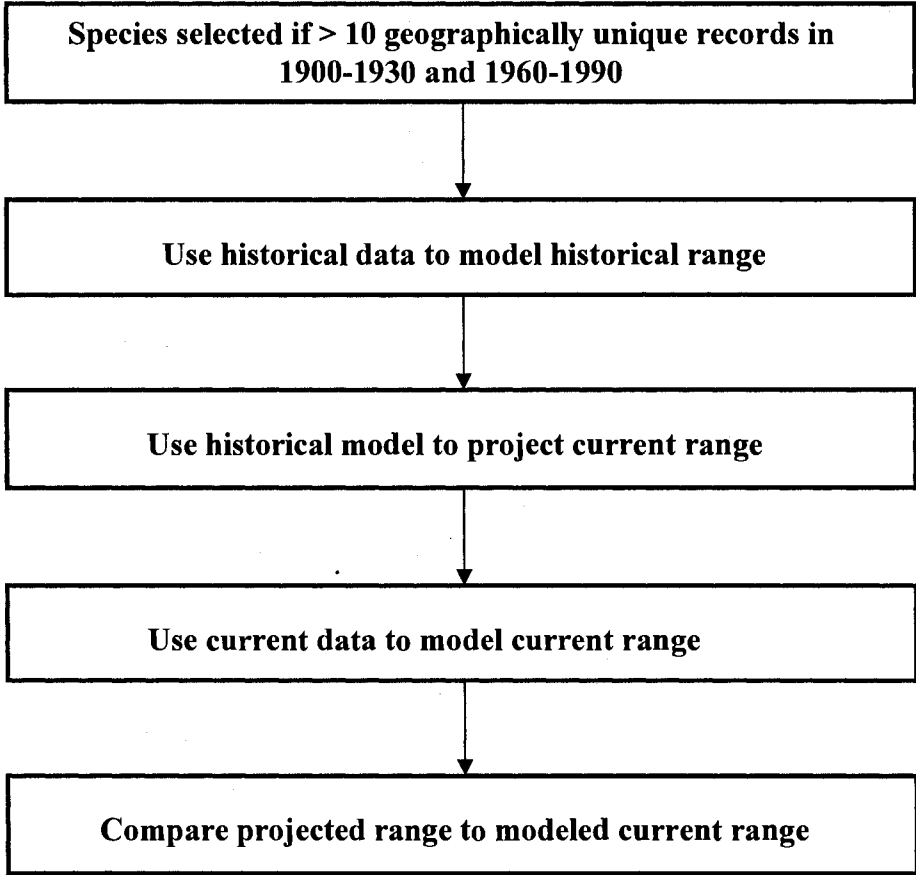 Species selected if > 10 geographically unique records in
1900-1930 and 1960-1990
Use historical data to model historical range
Use historical model to project current range
Use current data to model current range
Compare projected range to modeled current range